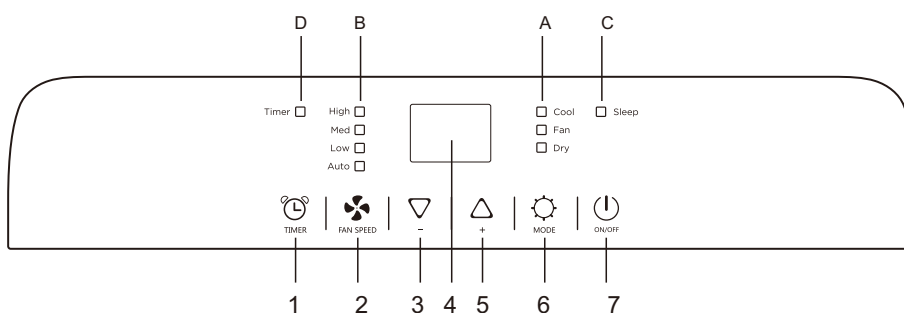 D B A C
Timer High Cool Sleep
Med Fan
Low Dry
Auto
TIMER FAN SPEED - + MODE ON/OFF
1 2 3 4 5 6 7